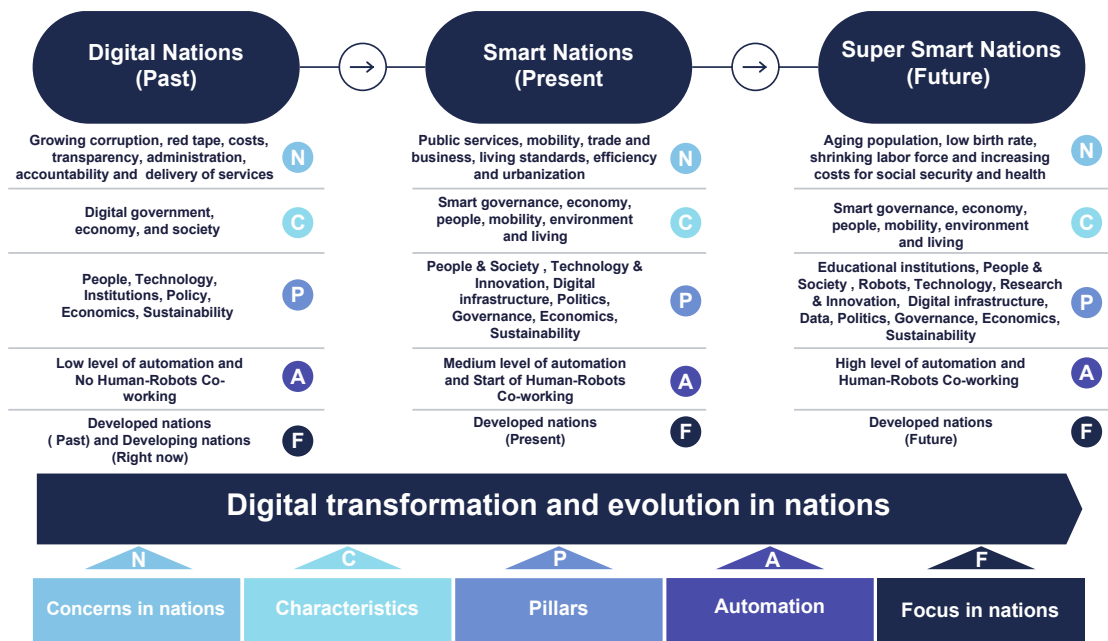 Digital Nations
(Past)
Smart Nations
(Present
Super Smart Nations
(Future)
Growing corruption, red tape, costs,
transparency, administration,
accountability and delivery of services
N
Public services, mobility, trade and
business, living standards, efficiency
and urbanization
N
Aging population, low birth rate,
shrinking labor force and increasing
costs for social security and health
N
Digital government,
economy, and society
C
Smart governance, economy,
people, mobility, environment
and living
C
Smart governance, economy,
people, mobility, environment
and living
C
People, Technology,
Institutions, Policy,
Economics, Sustainability
P
People & Society , Technology &
Innovation, Digital
infrastructure, Politics,
Governance, Economics,
Sustainability
P
Educational institutions, People &
Society , Robots, Technology, Research
& Innovation, Digital infrastructure,
Data, Politics, Governance, Economics,
Sustainability
P
Low level of automation and
No Human-Robots Co-
working
A
Medium level of automation
and Start of Human-Robots
Co-working
A
High level of automation and
Human-Robots Co-working
A
Developed nations
( Past) and Developing nations
(Right now)
F
Developed nations
(Present)
F
Developed nations
(Future)
F
Digital transformation and evolution in nations
N
C
P
A
F
Concerns in nations
Characteristics
Pillars
Automation
Focus in nations